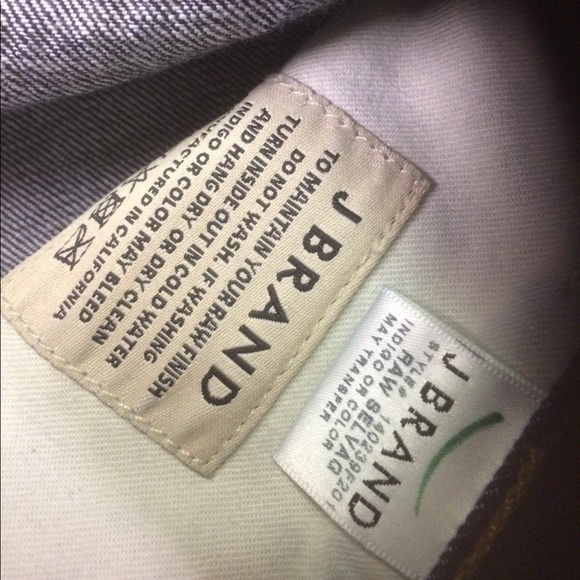 J BRAND
TO MAINTAIN YOUR RAW FINISH
DO NOT WASH. IF WASHING
TURN INSIDE OUT IN COLD WATER
AND HANG DRY OR DRY CLEAN
INDIGO OR COLOR MAY BLEED
IN CALIFORNIA
J BRAND
STYLE#
RAW SELVAG
INDIGO OR COLOR
MAY TRANSFER